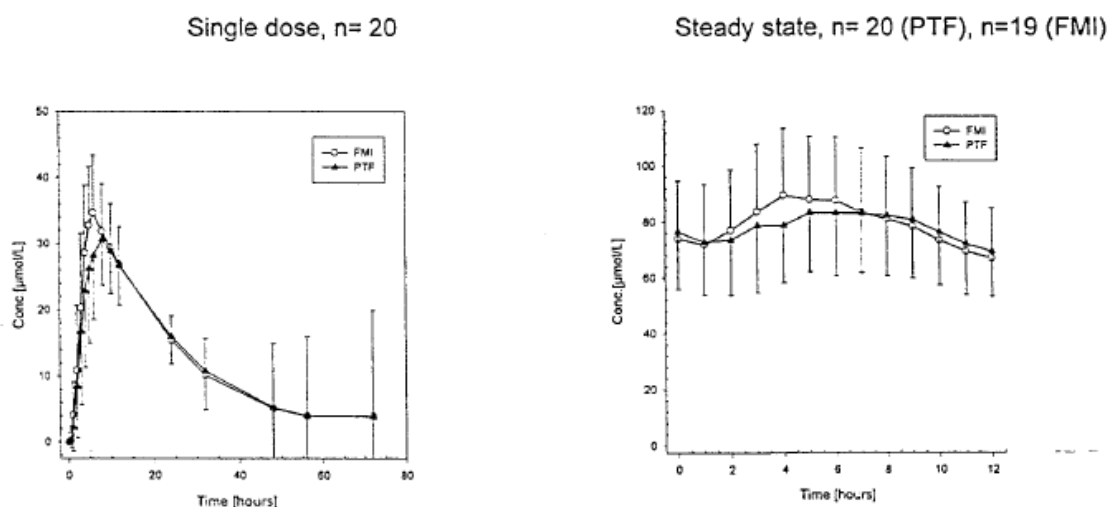 Single dose, n= 20
Steady state, n= 20 (PTF), n=19 (FMI)
50
40
30
20
10
0
Conc [µmol/L]
FMI
PTF
0
20
40
60
80
Time [hours]
120
100
80
60
40
20
0
Conc.[µmol/L]
FMI
PTF
0
2
4
6
8
10
12
Time [hours]